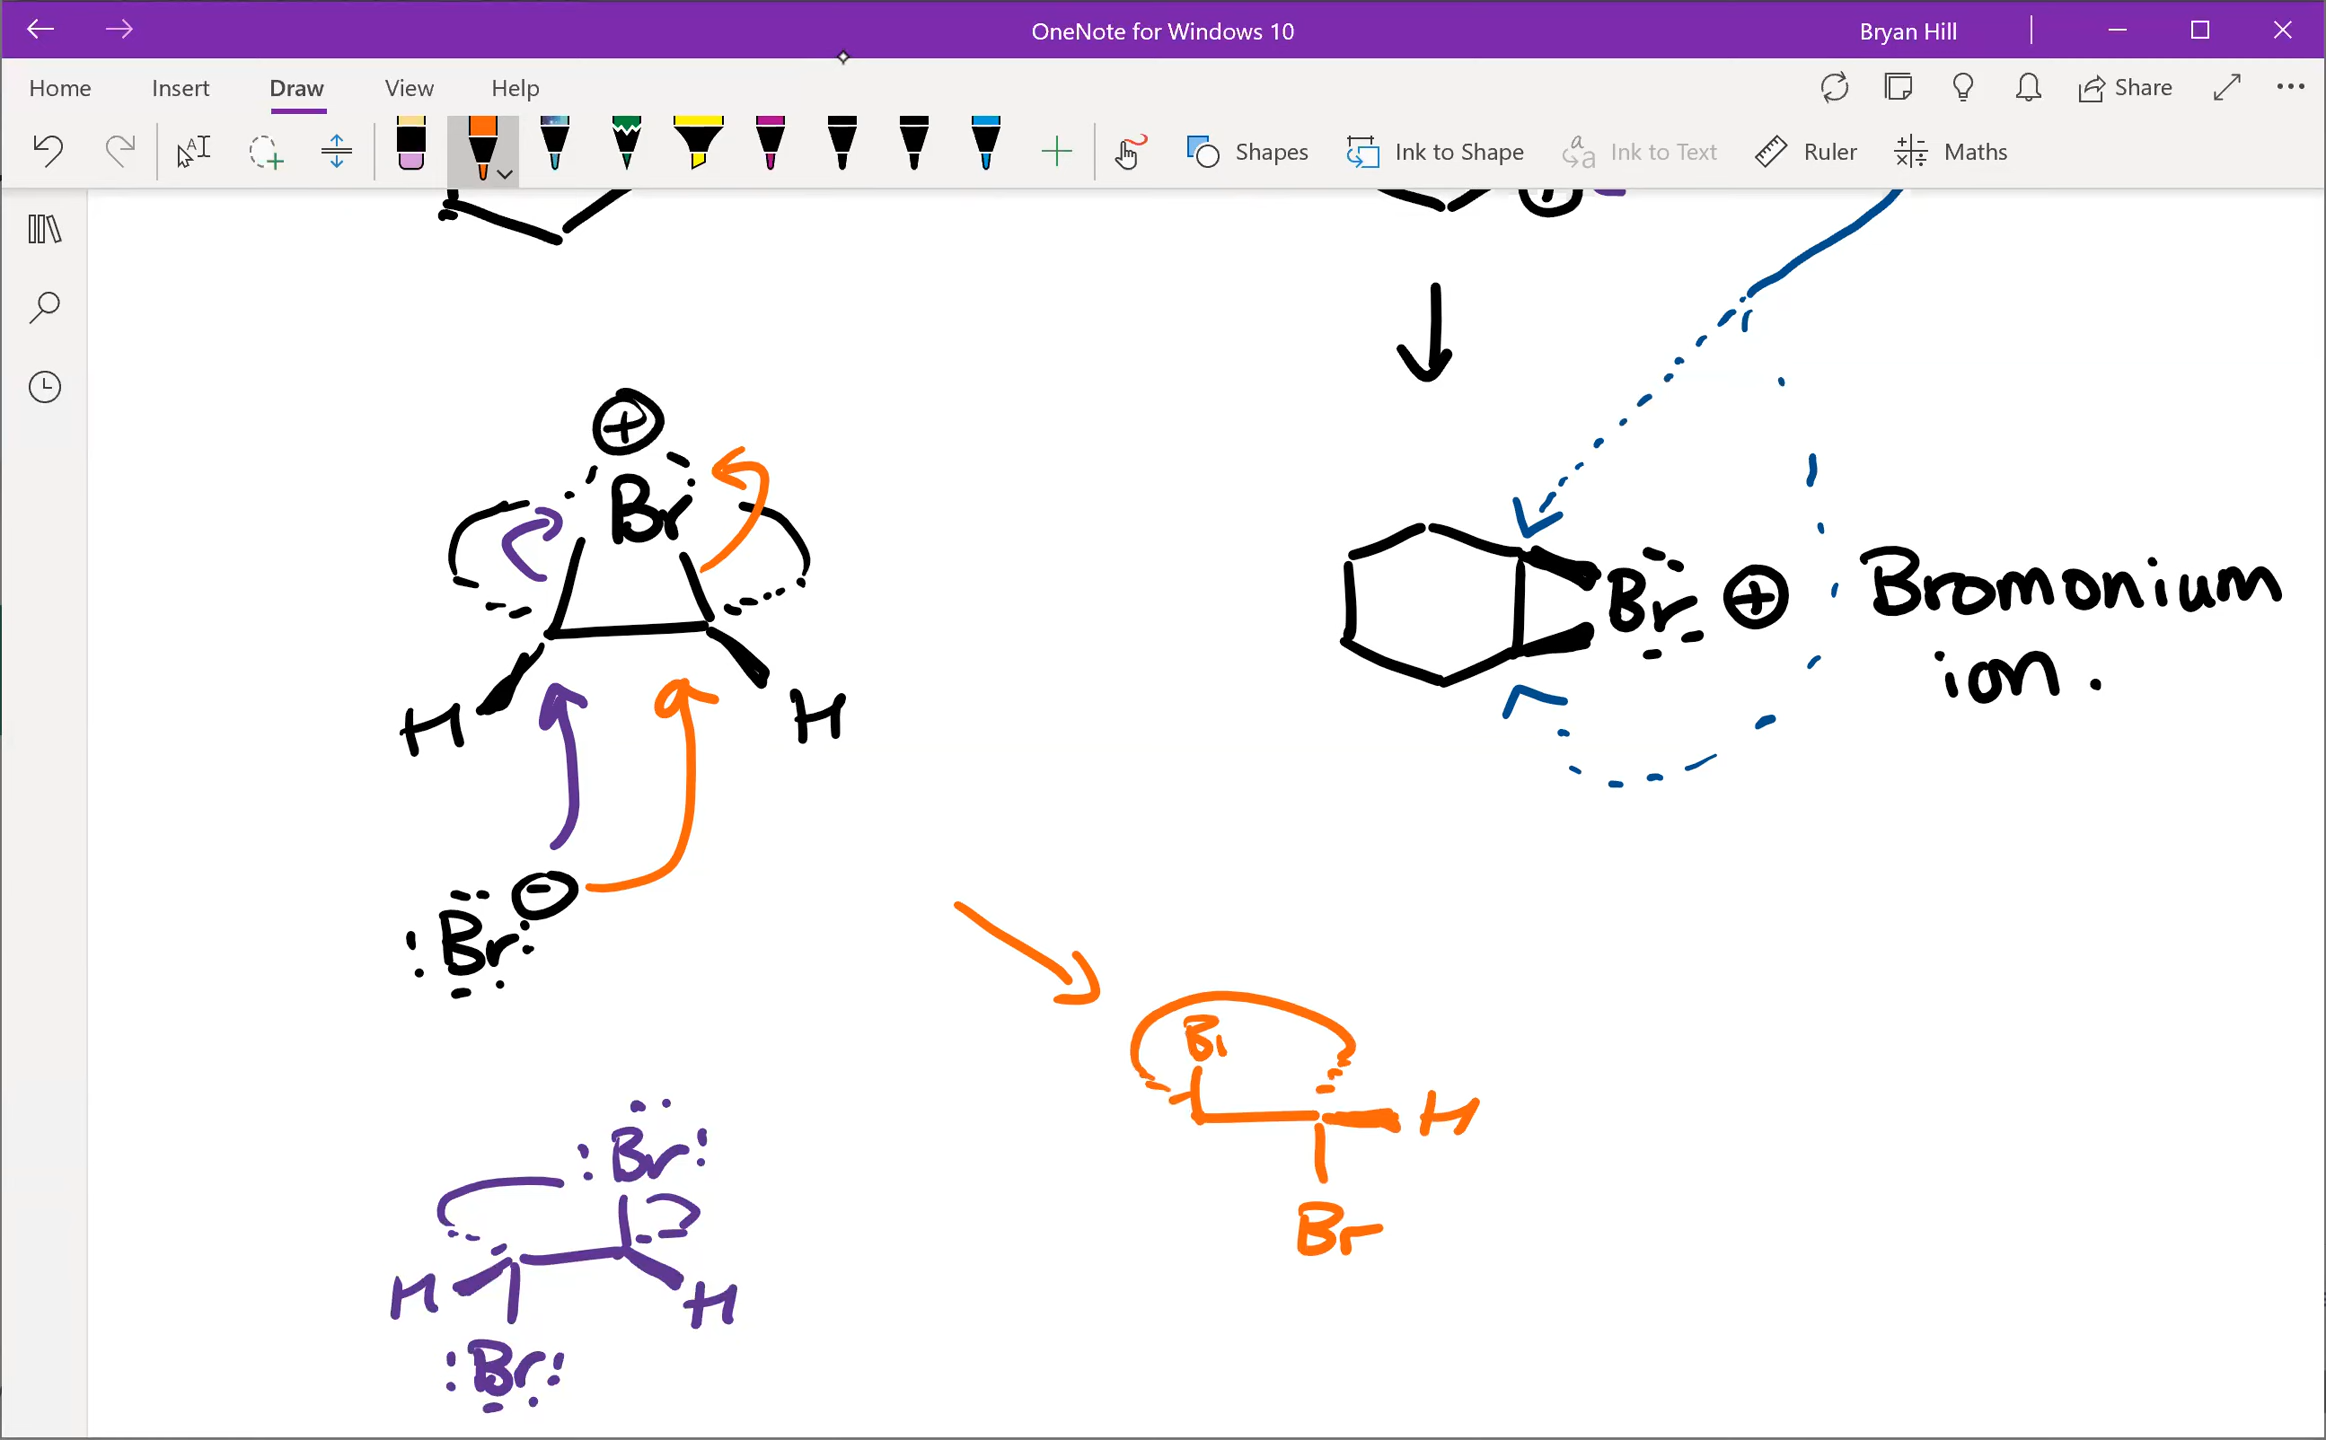 OneNote for Windows 10
Bryan Hill
Home Insert Draw View Help
Share
Shapes
Ink to Shape
Ink to Text
Ruler
Maths
⊕
Br
H
H
Br ⊖
Br ⊕
Bromonium
ion.
Br
H
Br
Br
H
H
Br